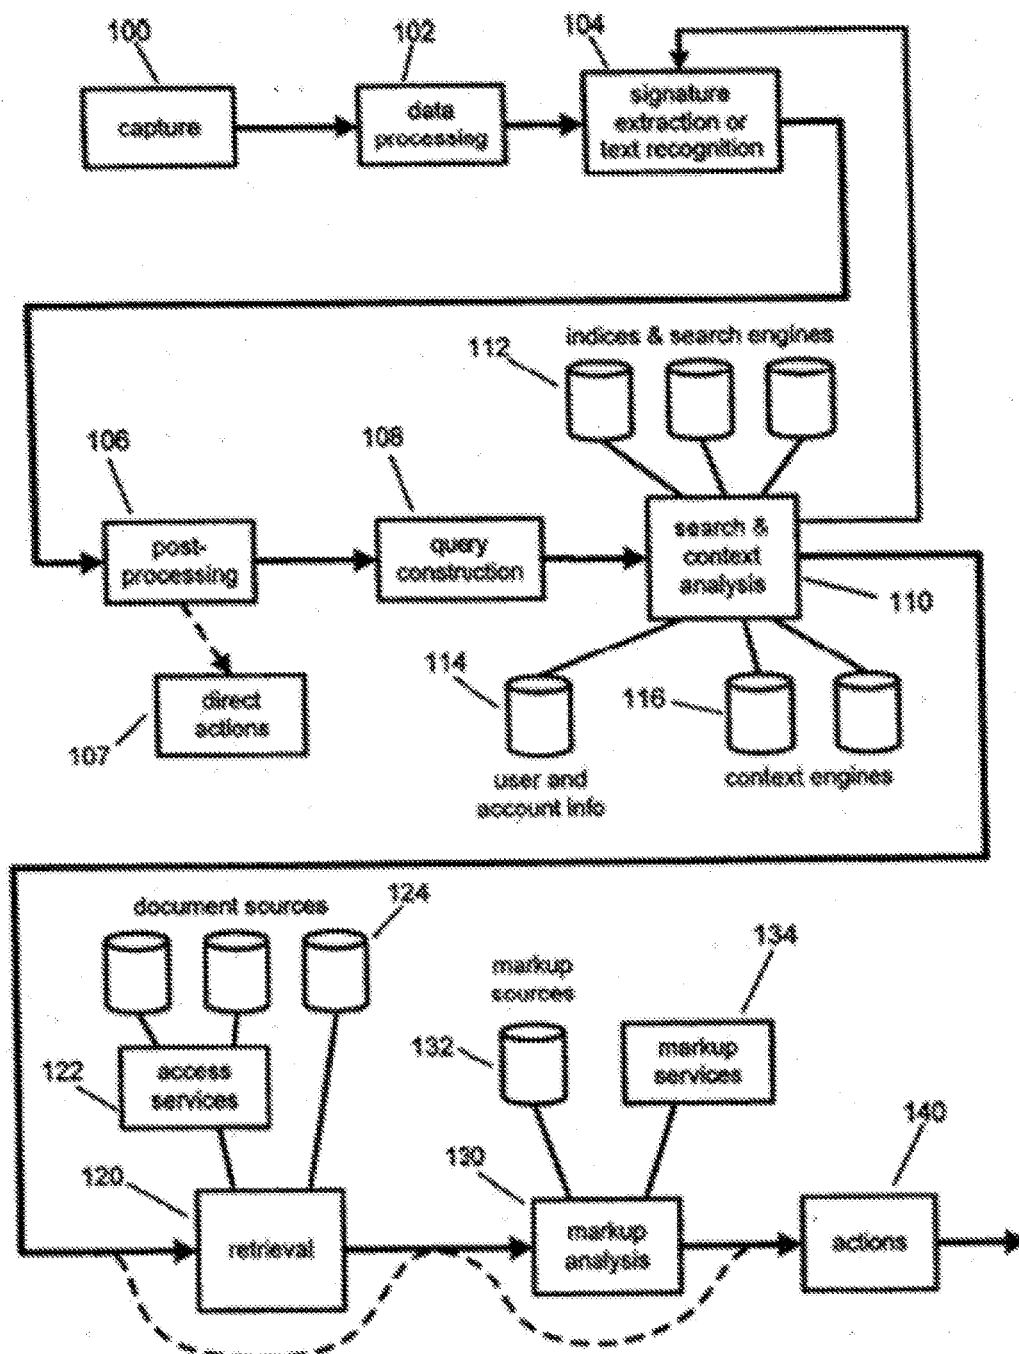 100
102
104
capture
data
processing
signature
extraction or
text recognition
indices & search engines
112
106
108
post-
processing
query
construction
search &
context
analysis
110
direct
actions
107
114
116
user and
account info
context engines
document sources
124
markup
sources
134
132
markup
services
122
access
services
140
120
130
retrieval
markup
analysis
actions